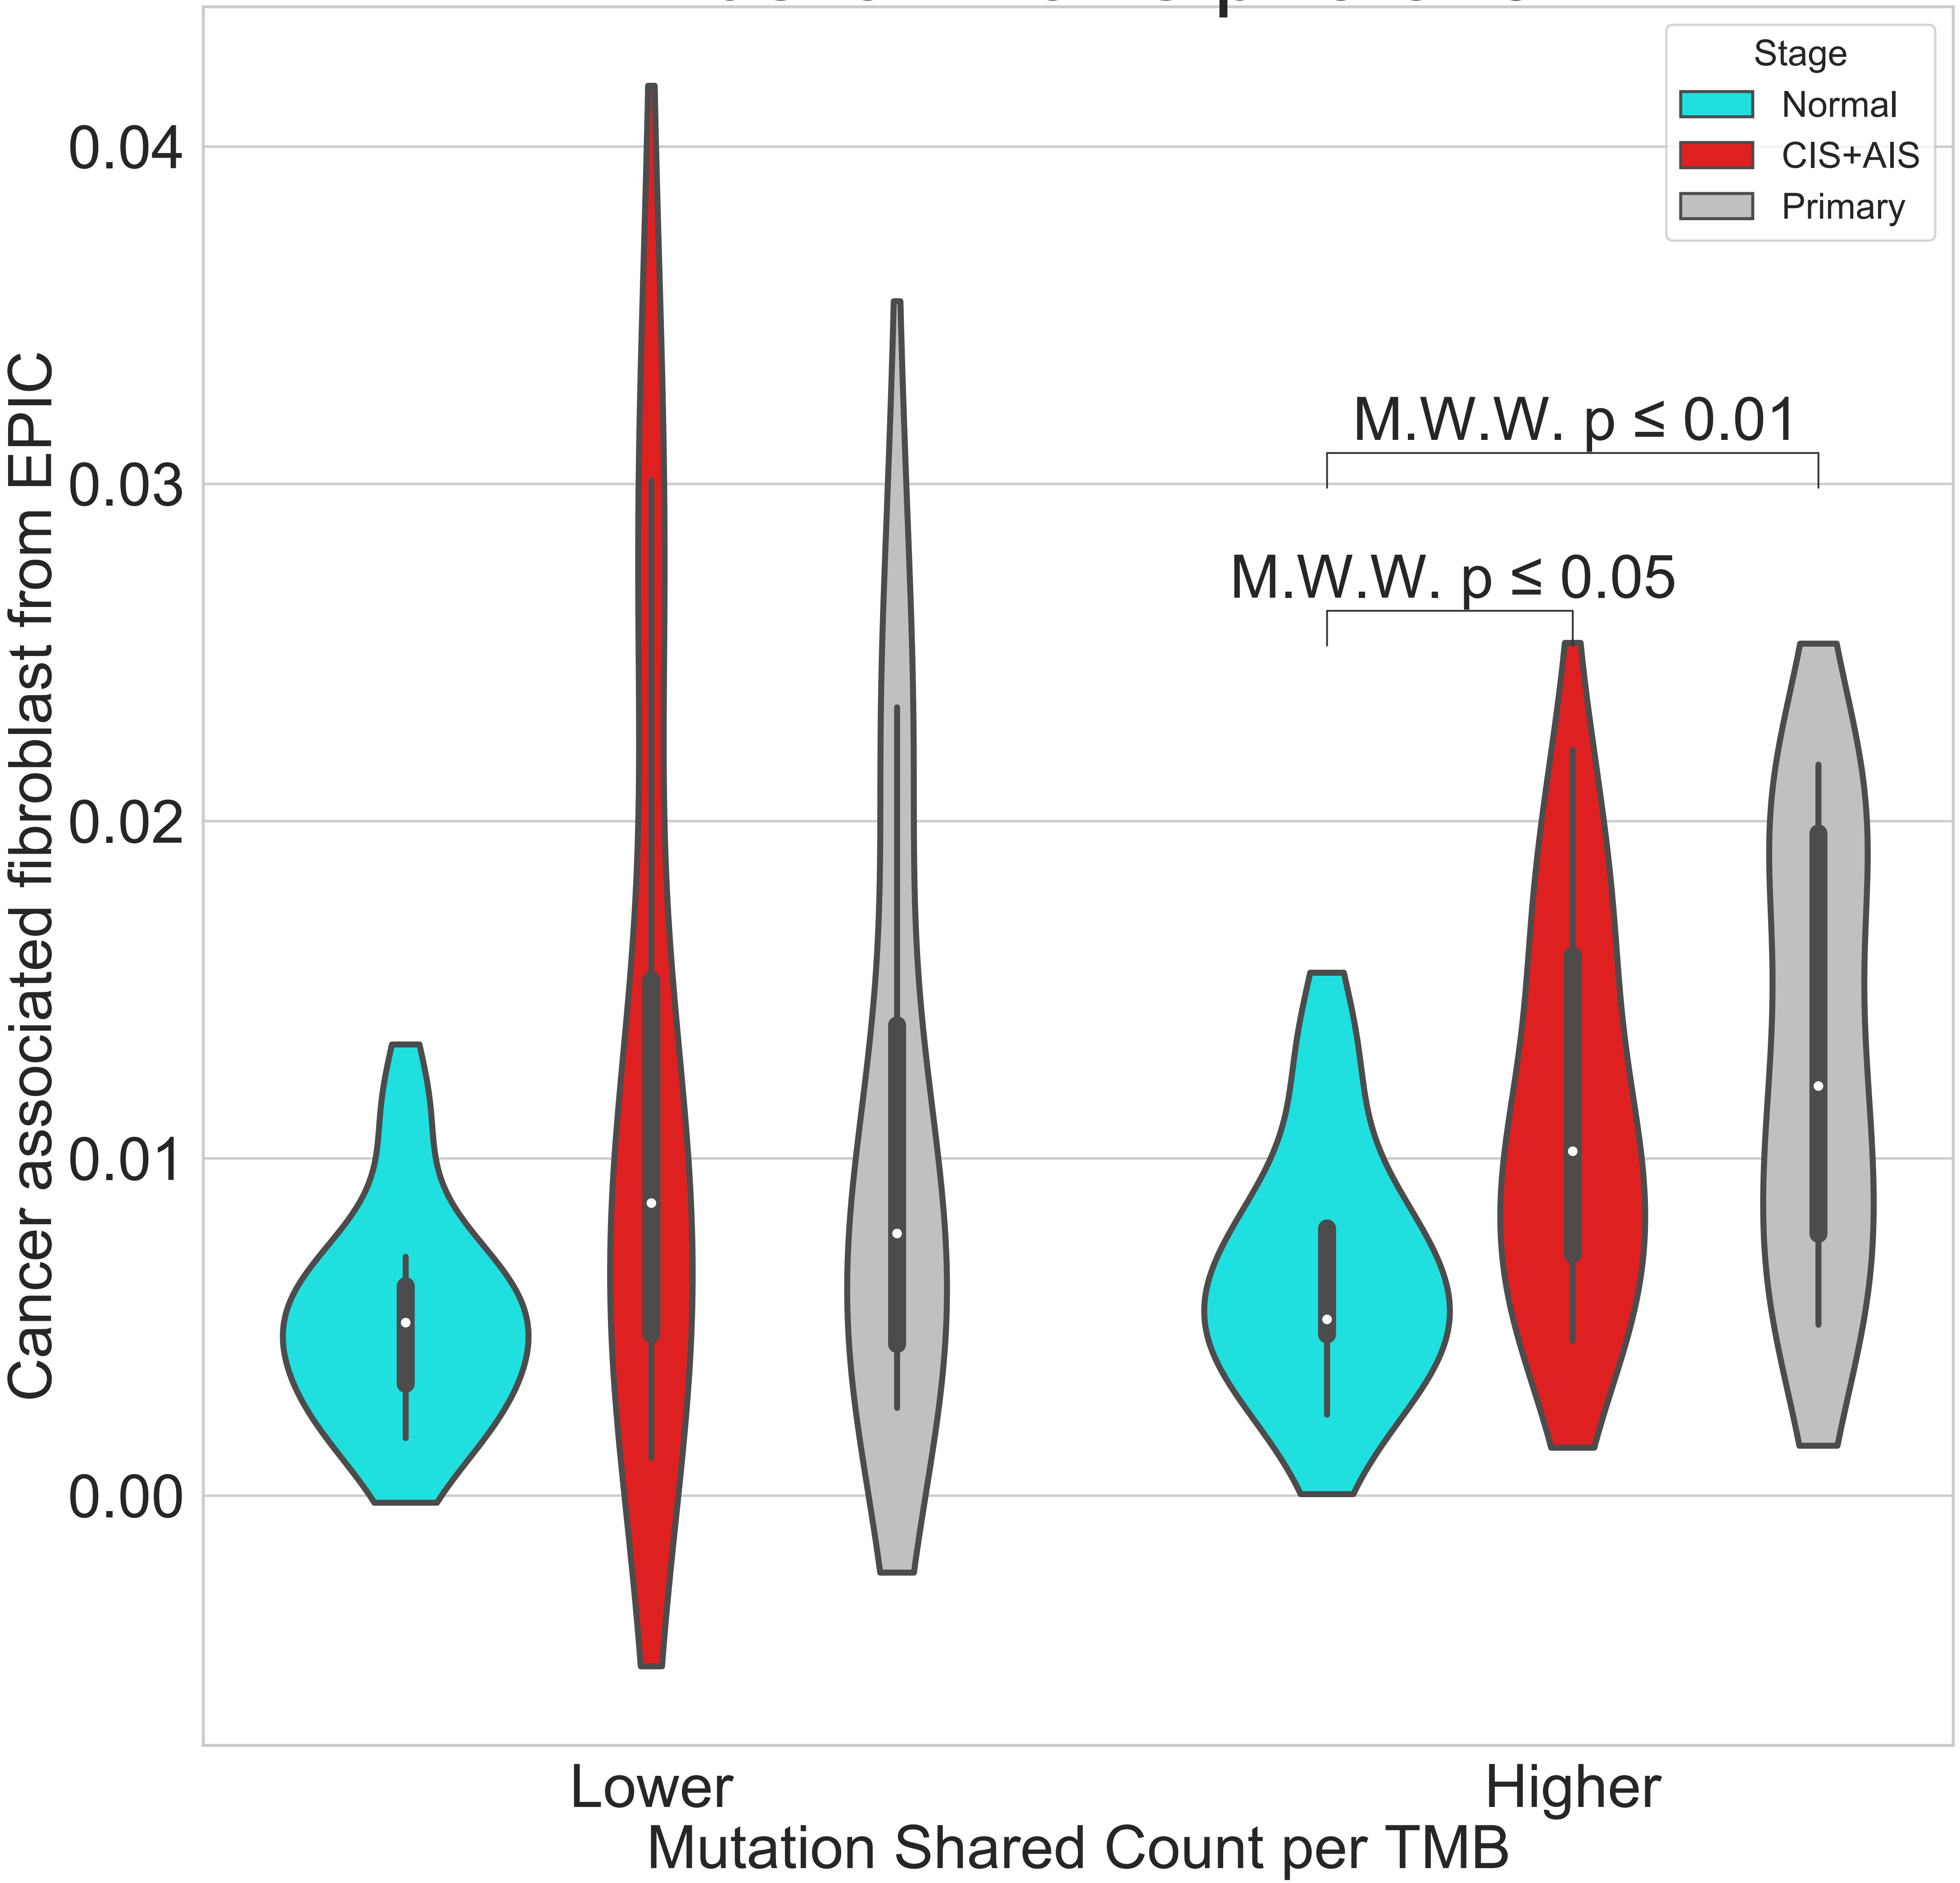 Stage
Normal
CIS+AIS
Primary
0.04
0.03
0.02
0.01
0.00
Cancer associated fibroblast from EPIC
M.W.W. p ≤ 0.01
M.W.W. p ≤ 0.05
Lower
Higher
Mutation Shared Count per TMB